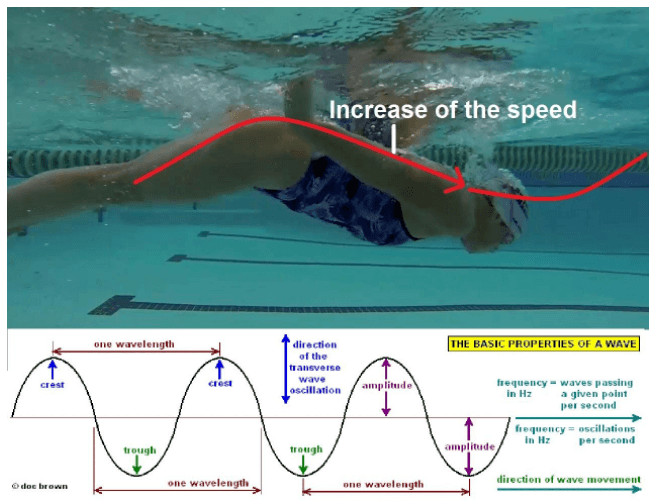 Increase of the speed
THE BASIC PROPERTIES OF A WAVE
one wavelength
direction
of the
transverse
wave
oscillation
crest
crest
amplitude
frequency = waves passing
in Hz a given point
per second
frequency = oscillations
in Hz per second
trough
trough
amplitude
one wavelength
one wavelength
direction of wave movement
© doc brown